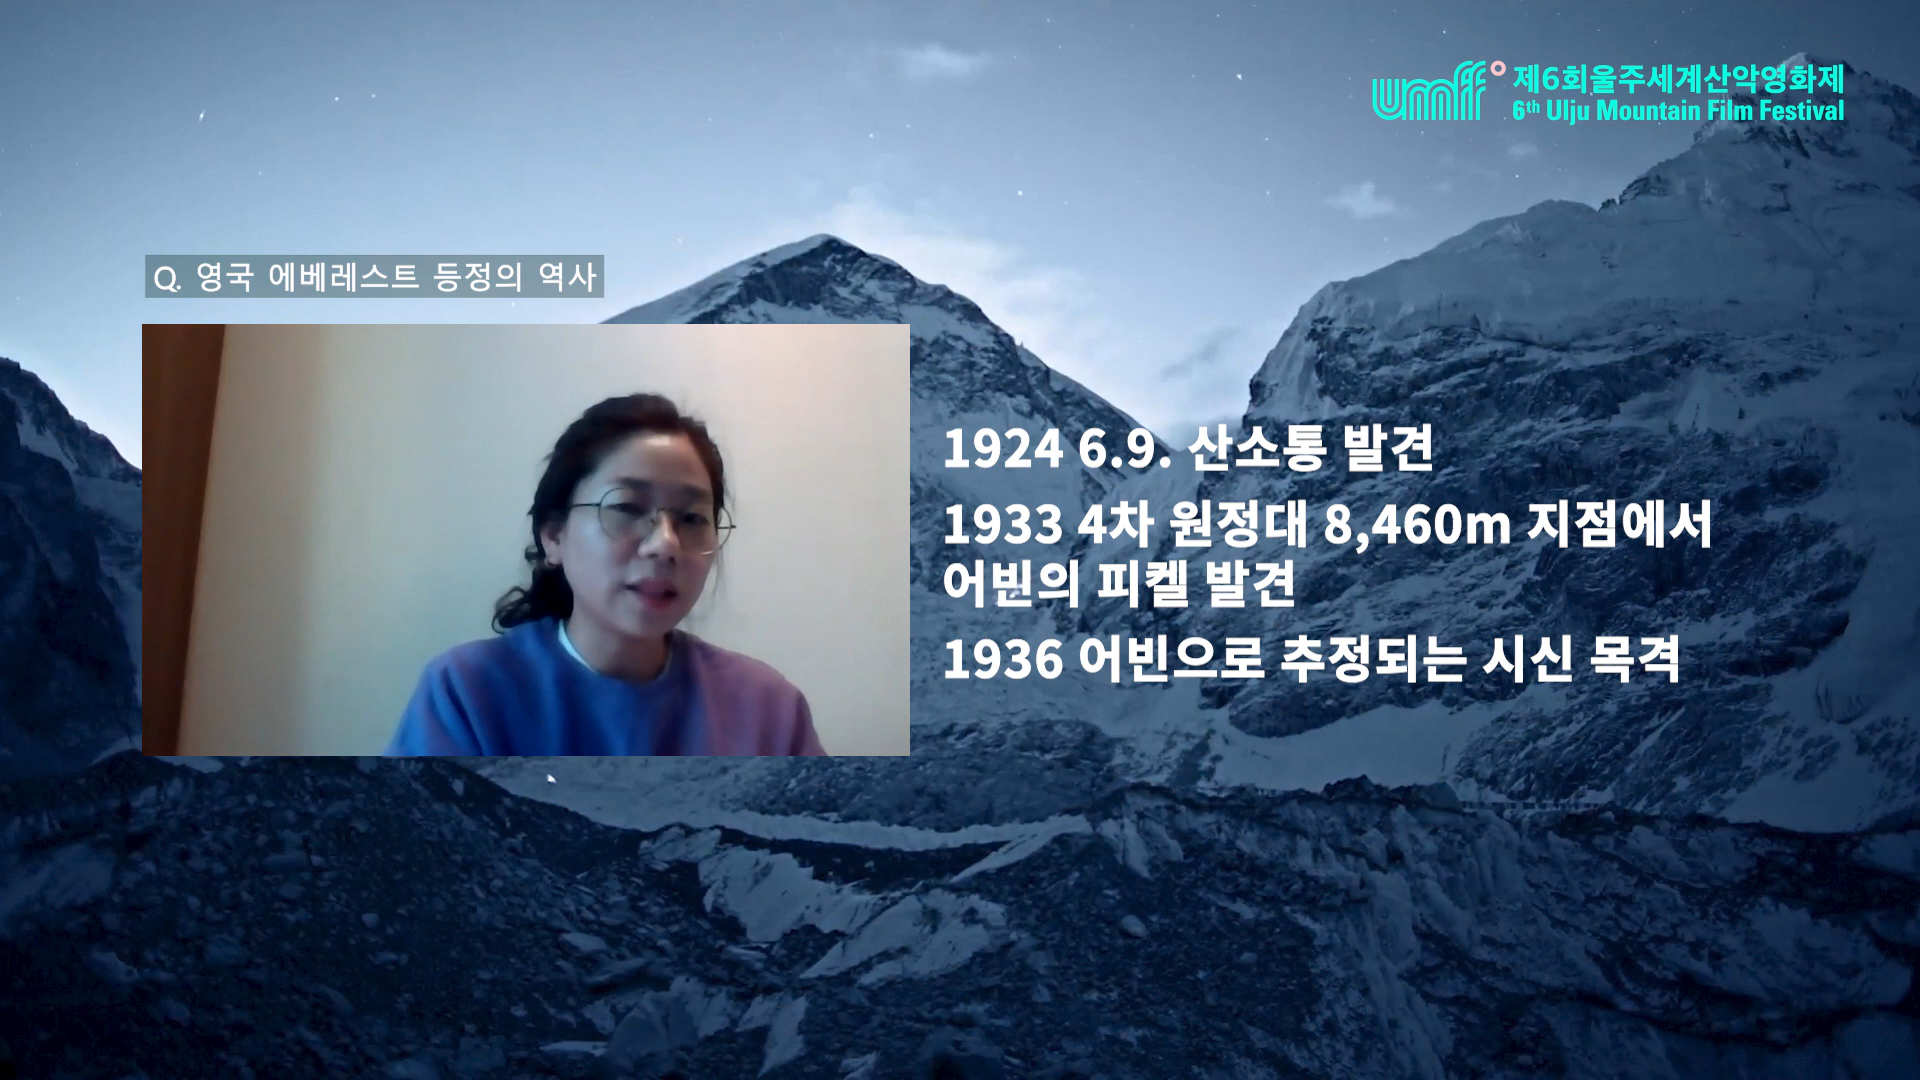 umff 제6회울주세계산악영화제
6th Ulju Mountain Film Festival
Q. 영국 에베레스트 등정의 역사
1924 6.9. 산소통 발견
1933 4차 원정대 8,460m 지점에서
어빈의 피켈 발견
1936 어빈으로 추정되는 시신 목격